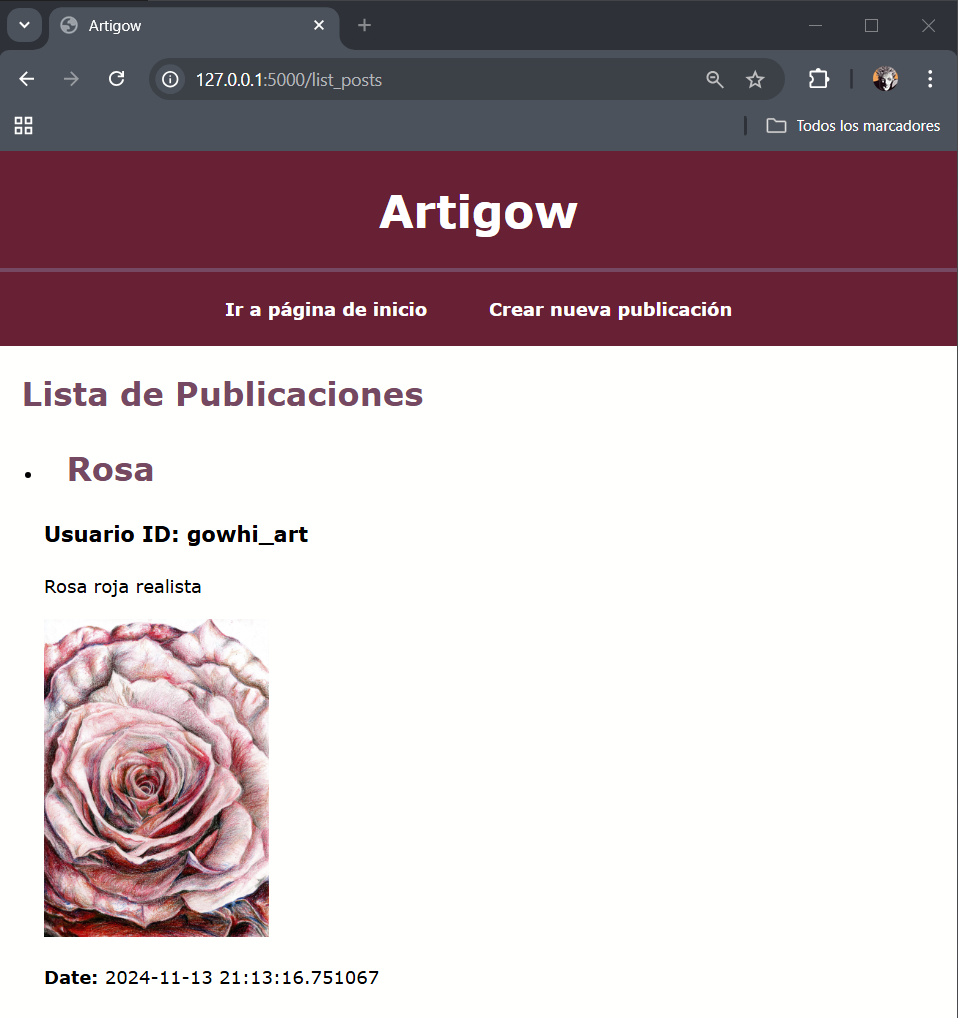 Artigow
127.0.0.1:5000/list_posts
Todos los marcadores
Artigow
Ir a página de inicio Crear nueva publicación
Lista de Publicaciones
Rosa
Usuario ID: gowhi_art
Rosa roja realista
Date: 2024-11-13 21:13:16.751067